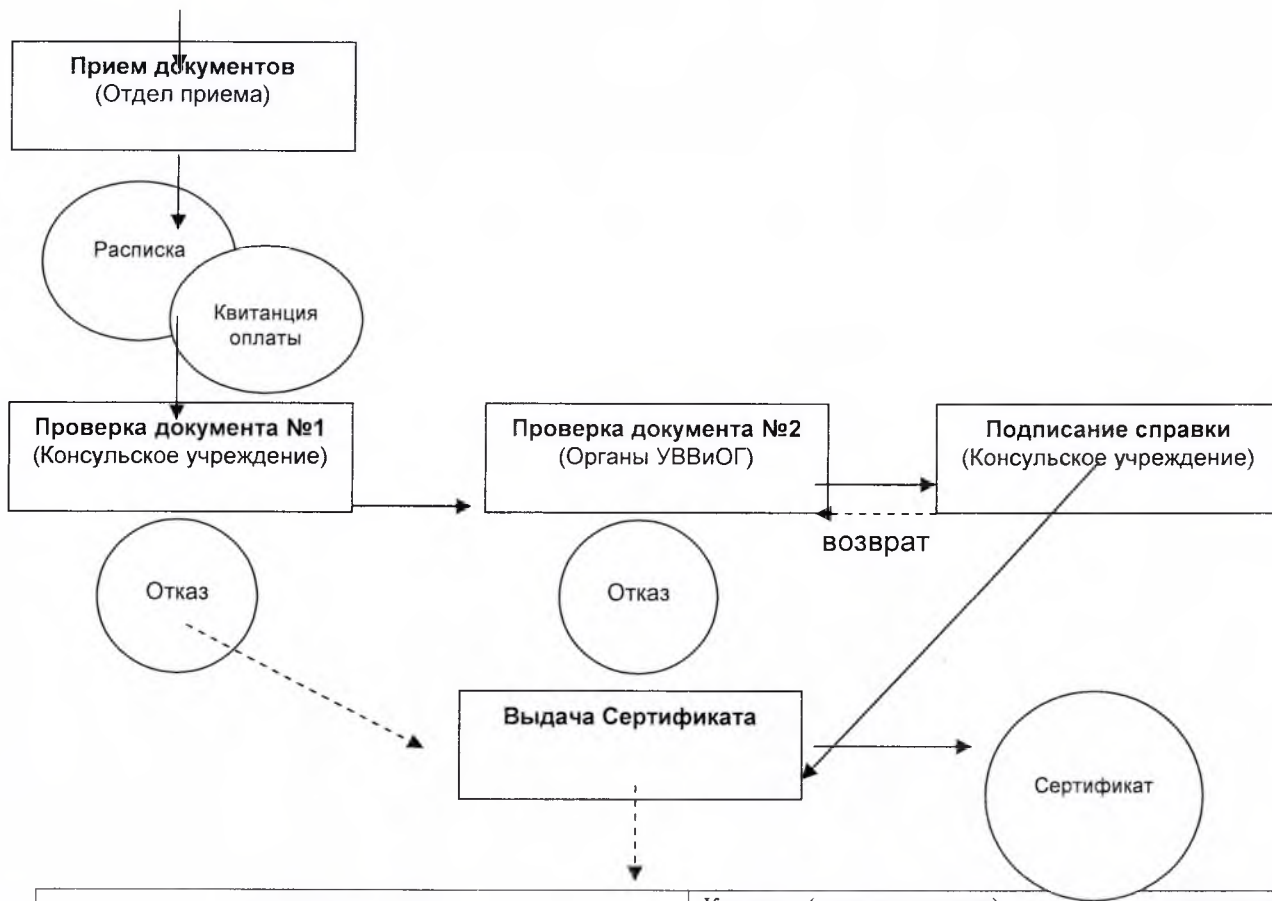 Прием документов
(Отдел приема)
Расписка
Квитанция
оплаты
Проверка документа №1
(Консульское учреждение)
Проверка документа №2
(Органы УВВиОГ)
Подписание справки
(Консульское учреждение)
возврат
Отказ
Отказ
Выдача Сертификата
Сертификат